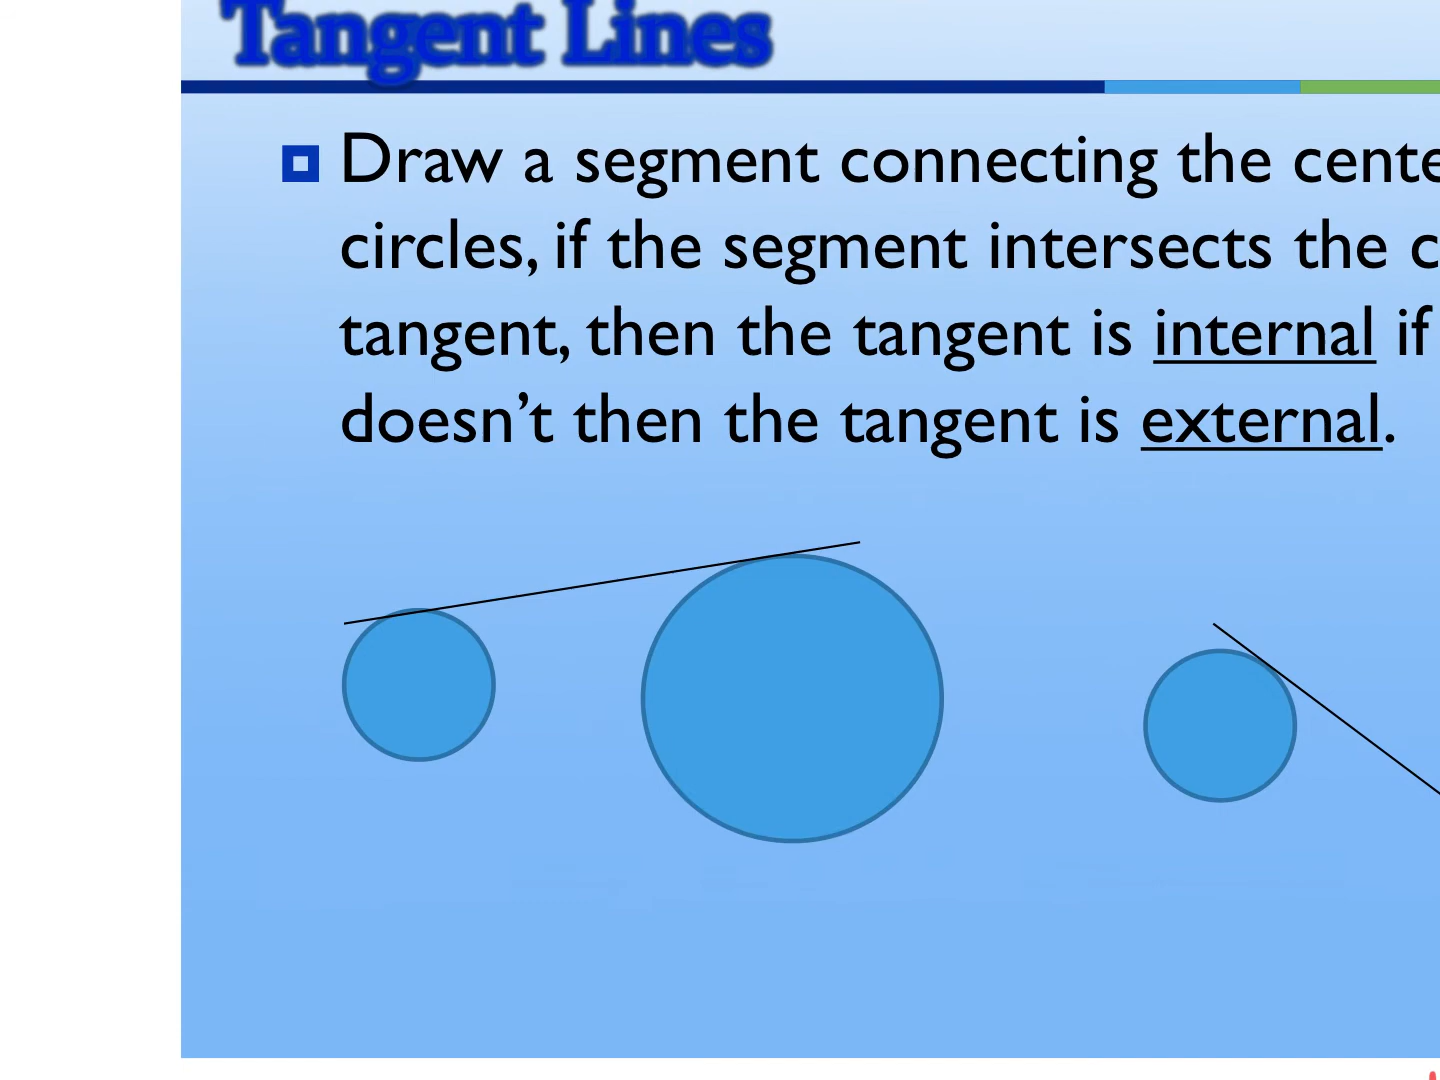 Tangent Lines
Draw a segment connecting the
circles, if the segment intersects the
tangent, then the tangent is internal if
doesn’t then the tangent is external.